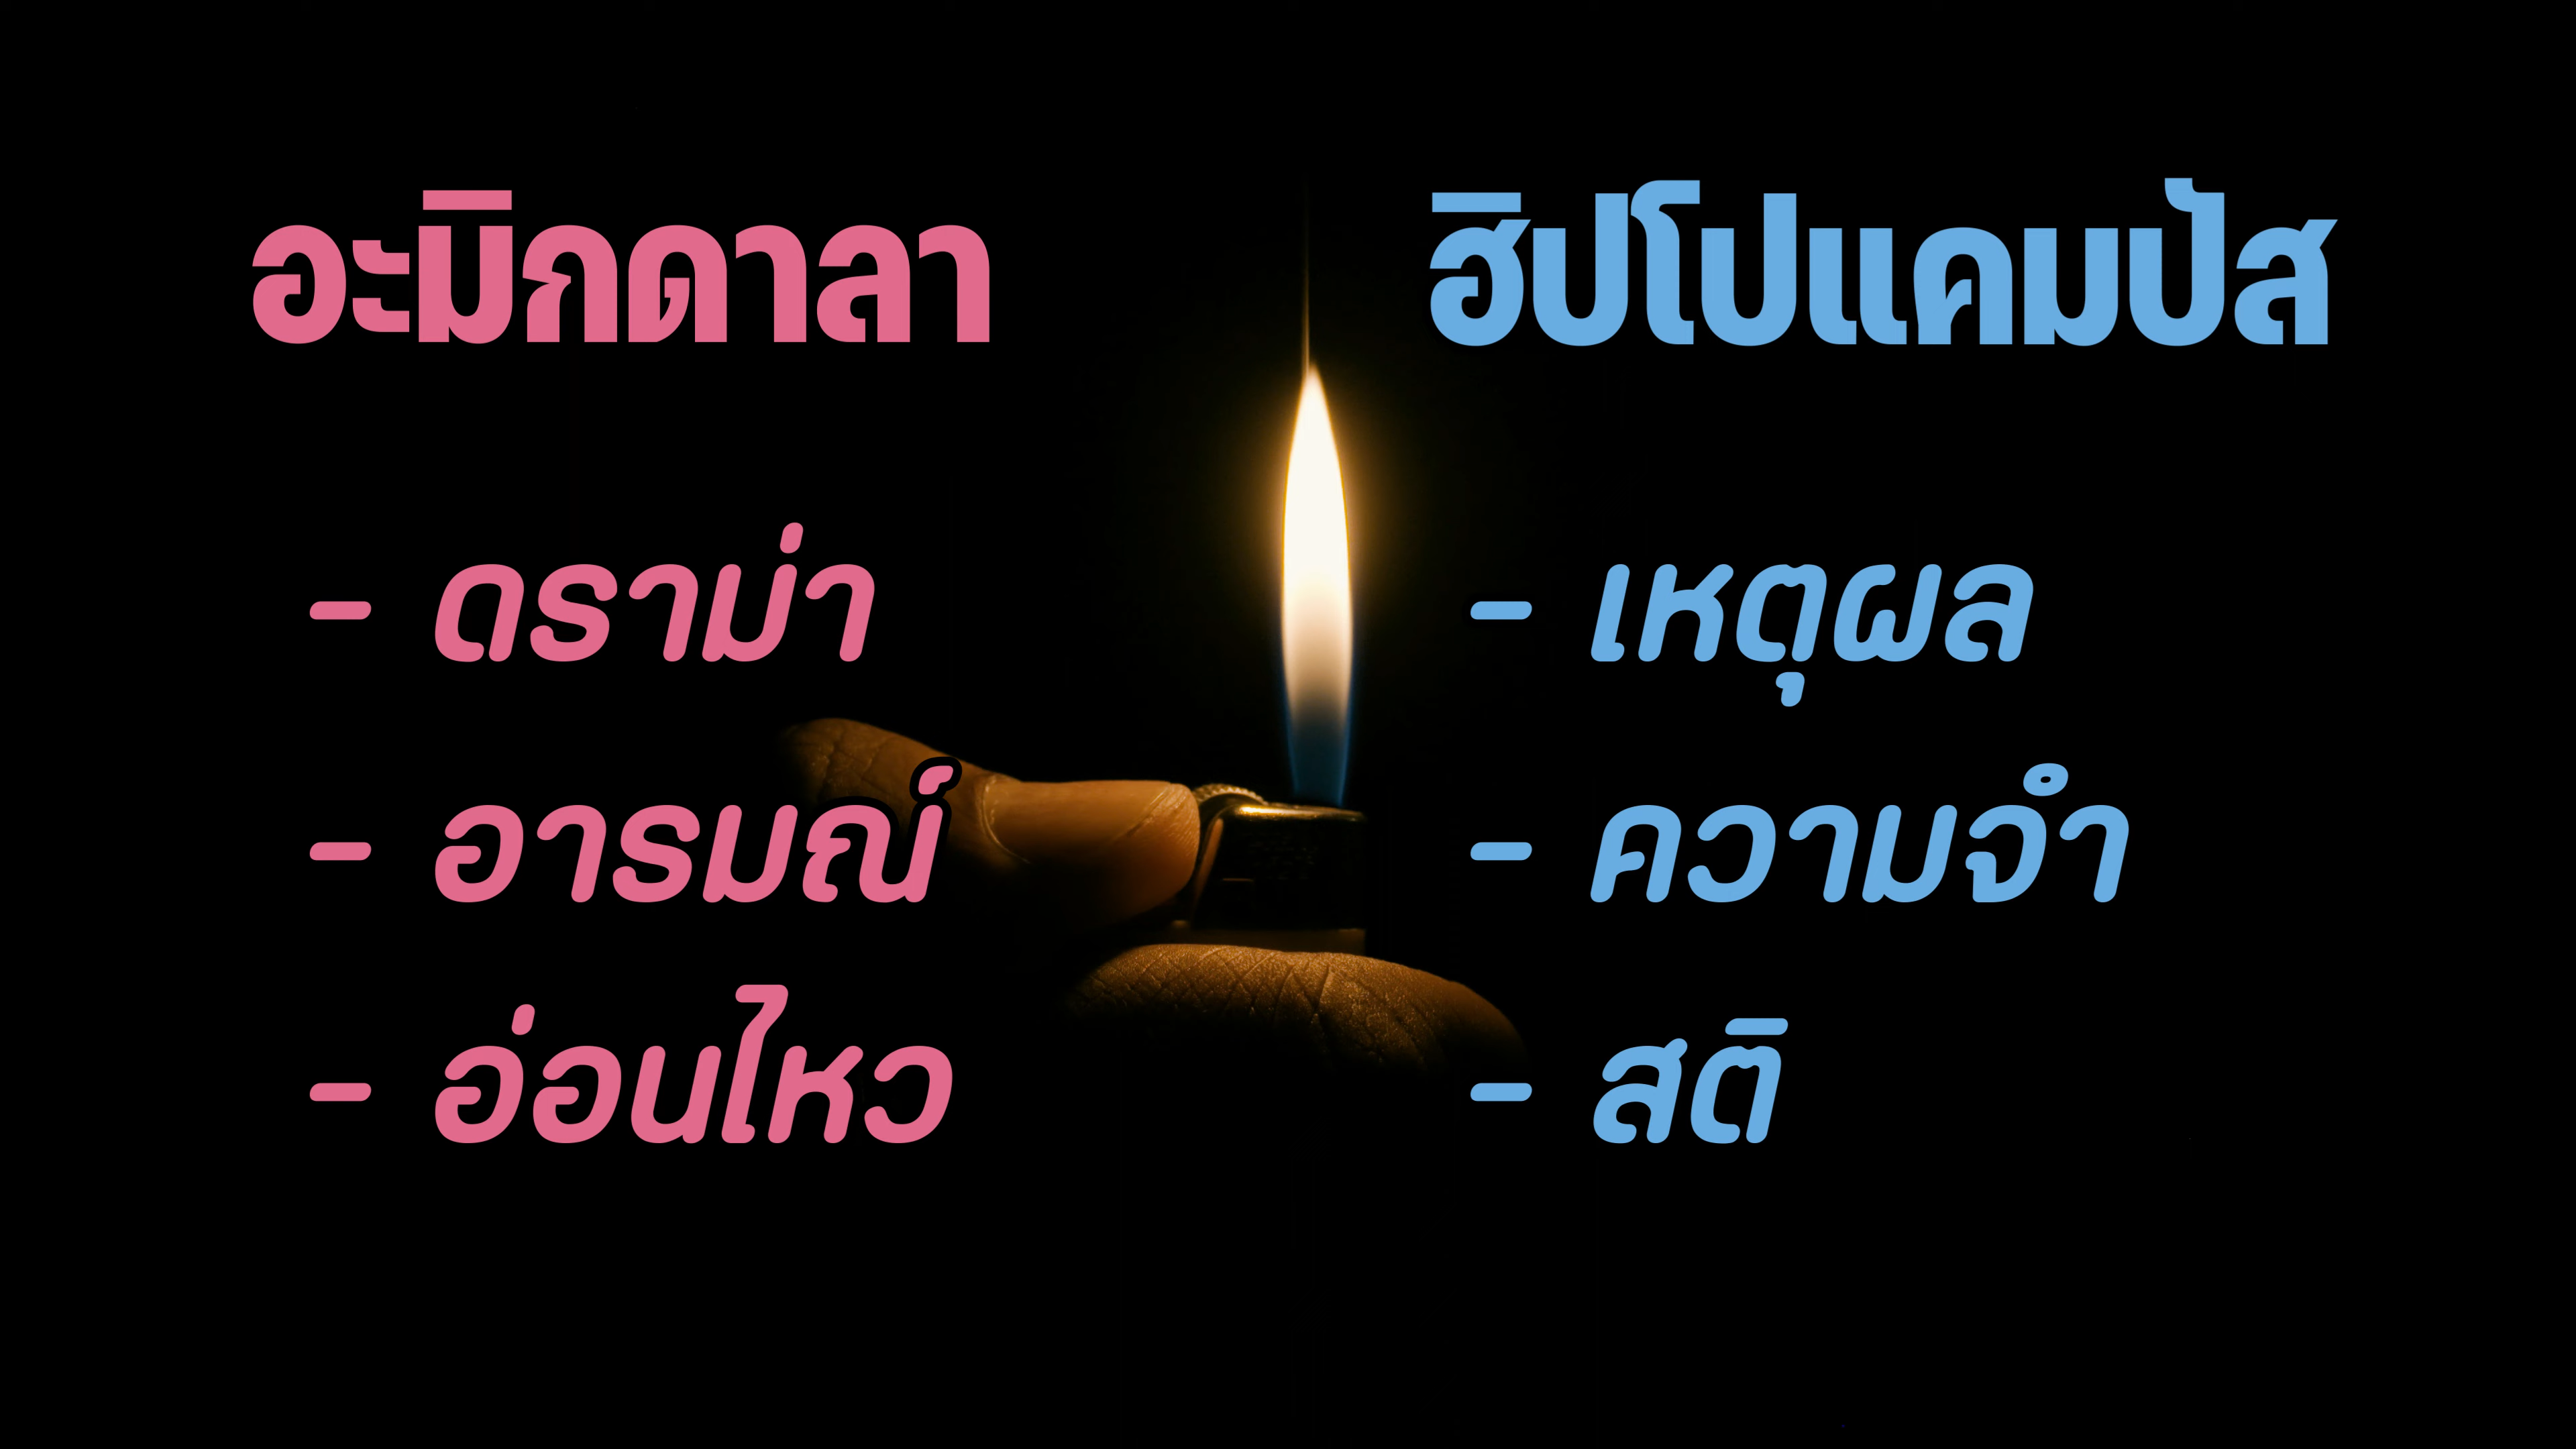 อะมิกดาลา
- ดราม่า
- อารมณ์
- อ่อนไหว
ฮิปโปแคมปัส
- เหตุผล
- ความจำ
- สติ